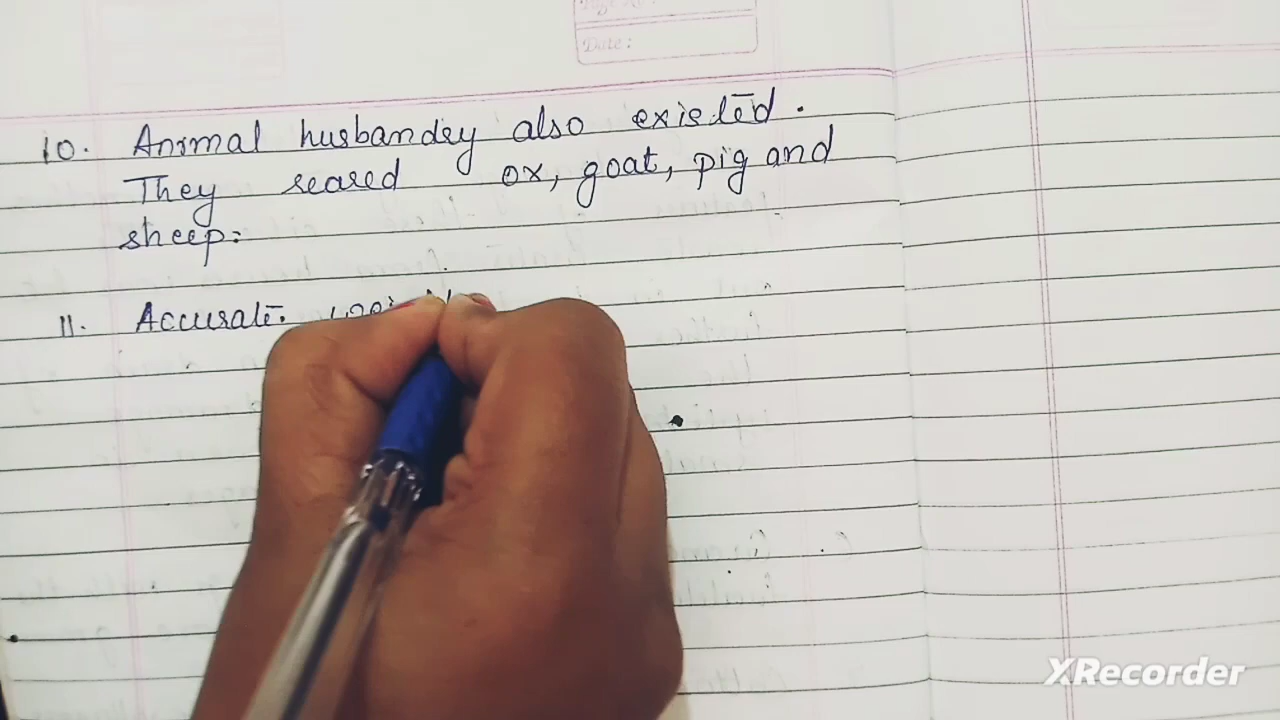 Date :
10. Animal husbandry also existed.
They reared ox, goat, pig and
sheep.
11. Accurate
XRecorder